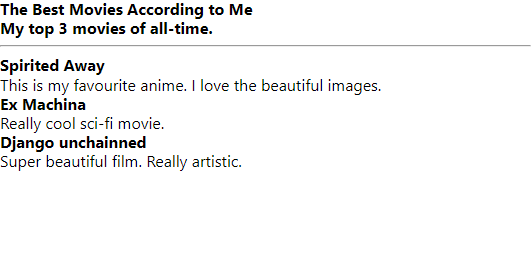 The Best Movies According to Me
My top 3 movies of all-time.
Spirited Away
This is my favourite anime. I love the beautiful images.
Ex Machina
Really cool sci-fi movie.
Django unchainned
Super beautiful film. Really artistic.